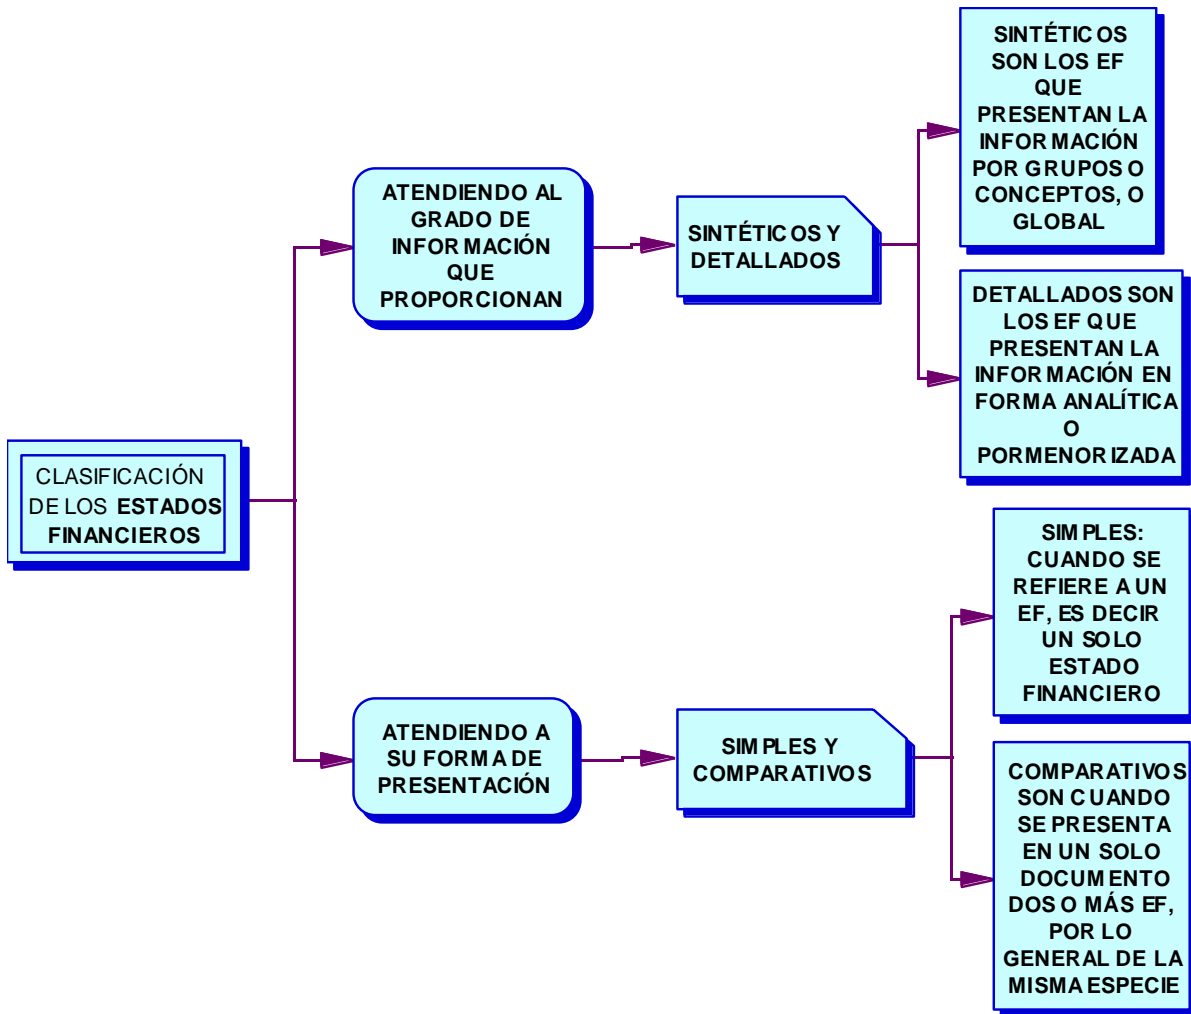 CLASIFICACIÓN
DE LOS ESTADOS
FINANCIEROS
ATENDIENDO AL
GRADO DE
INFORMACIÓN
QUE
PROPORCIONAN
SINTÉTICOS Y
DETALLADOS
SINTÉTICOS
SON LOS EF
QUE
PRESENTAN LA
INFORMACIÓN
POR GRUPOS O
CONCEPTOS, O
GLOBAL
DETALLADOS SON
LOS EF QUE
PRESENTAN LA
INFORMACIÓN EN
FORMA ANALÍTICA
O
PORMENORIZADA
ATENDIENDO A
SU FORMA DE
PRESENTACIÓN
SIMPLES Y
COMPARATIVOS
SIMPLES:
CUANDO SE
REFIERE A UN
EF, ES DECIR
UN SOLO
ESTADO
FINANCIERO
COMPARATIVOS
SON CUANDO
SE PRESENTA
EN UN SOLO
DOCUMENTO
DOS O MÁS EF,
POR LO
GENERAL DE LA
MISMA ESPECIE